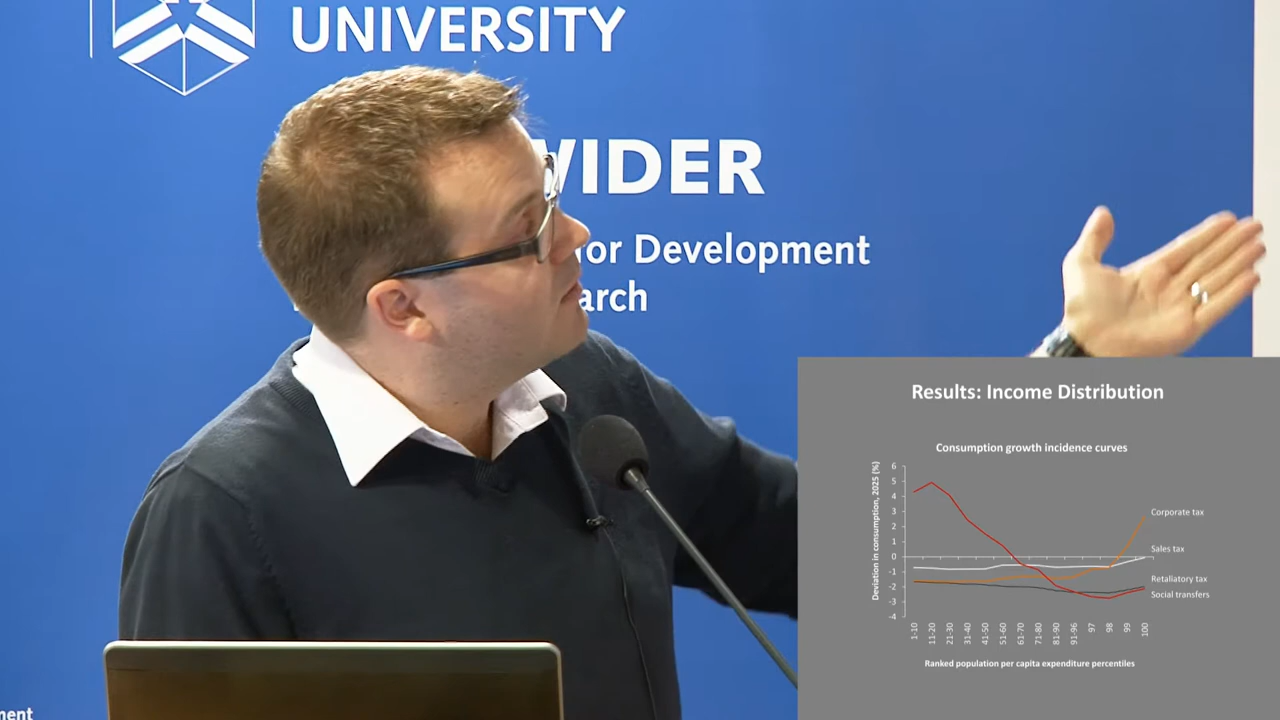 UNIVERSITY
WIDER
for Development
arch
ment
Results: Income Distribution
Consumption growth incidence curves
Deviation in consumption, 2025 (%)
6
5
4
3
2
1
0
-1
-2
-3
-4
Corporate tax
Sales tax
Retaliatory tax
Social transfers
1-10
11-20
21-30
31-40
41-50
51-60
61-70
71-80
81-90
91-96
97
98
99
100
Ranked population per capita expenditure percentiles